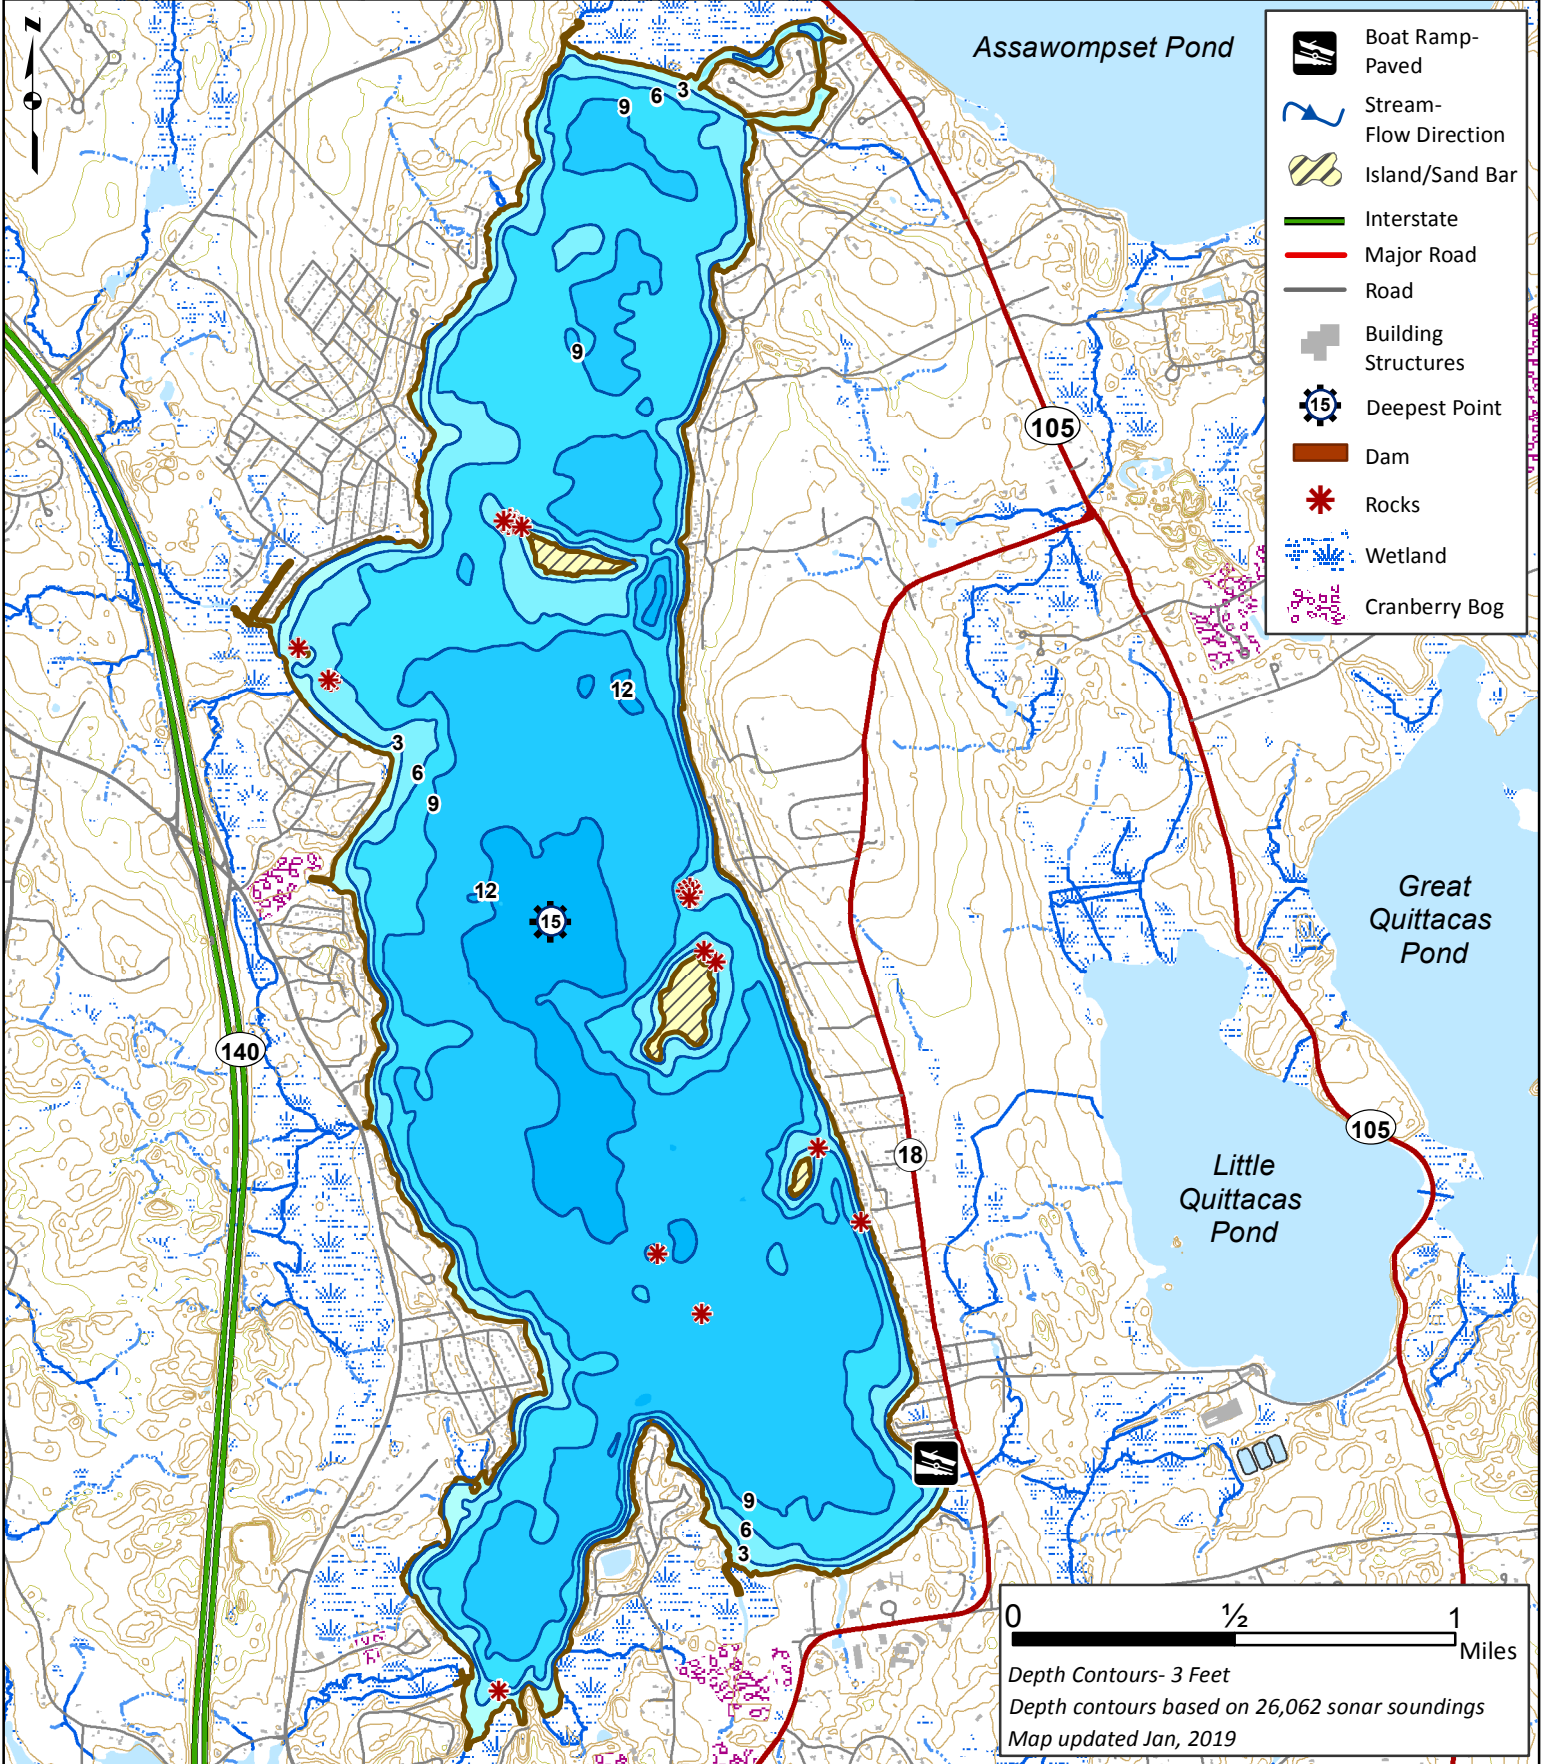 N
Assawompset Pond
Boat Ramp-
Paved
Stream-
Flow Direction
Island/Sand Bar
Interstate
Major Road
Road
Building
Structures
15
Deepest Point
Dam
Rocks
Wetland
Cranberry Bog
3
6
9
9
105
12
3
6
9
12
15
Great
Quittacas
Pond
140
105
18
Little
Quittacas
Pond
9
6
3
0 ½ 1
Miles
Depth Contours- 3 Feet
Depth contours based on 26,062 sonar soundings
Map updated Jan, 2019